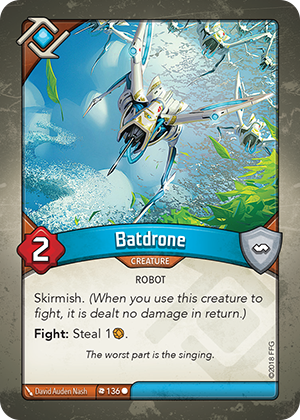 Batdrone
CREATURE
2
ROBOT
Skirmish. (When you use this creature to
fight, it is dealt no damage in return.)
Fight: Steal 1.
The worst part is the singing.
David Auden Nash
136
©2018 FFG